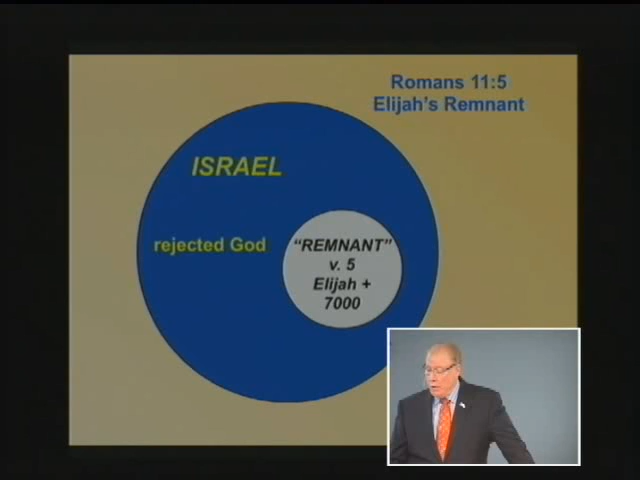 Romans 11:5
Elijah's Remnant
ISRAEL
rejected God
“REMNANT”
v. 5
Elijah +
7000